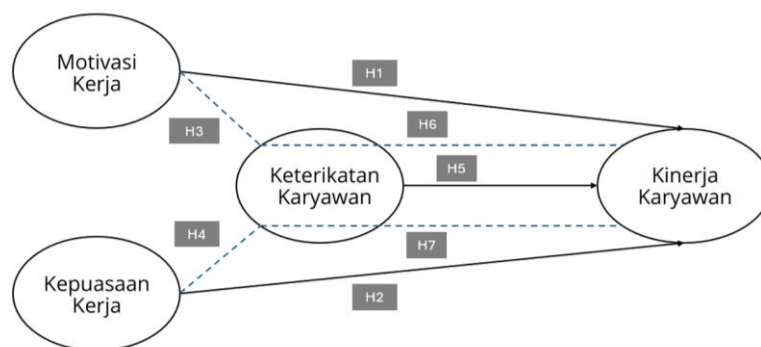 Motivasi
Kerja
H1
H3
H6
Keterikatan
Karyawan
H5
Kinerja
Karyawan
H4
H7
Kepuasaan
Kerja
H2